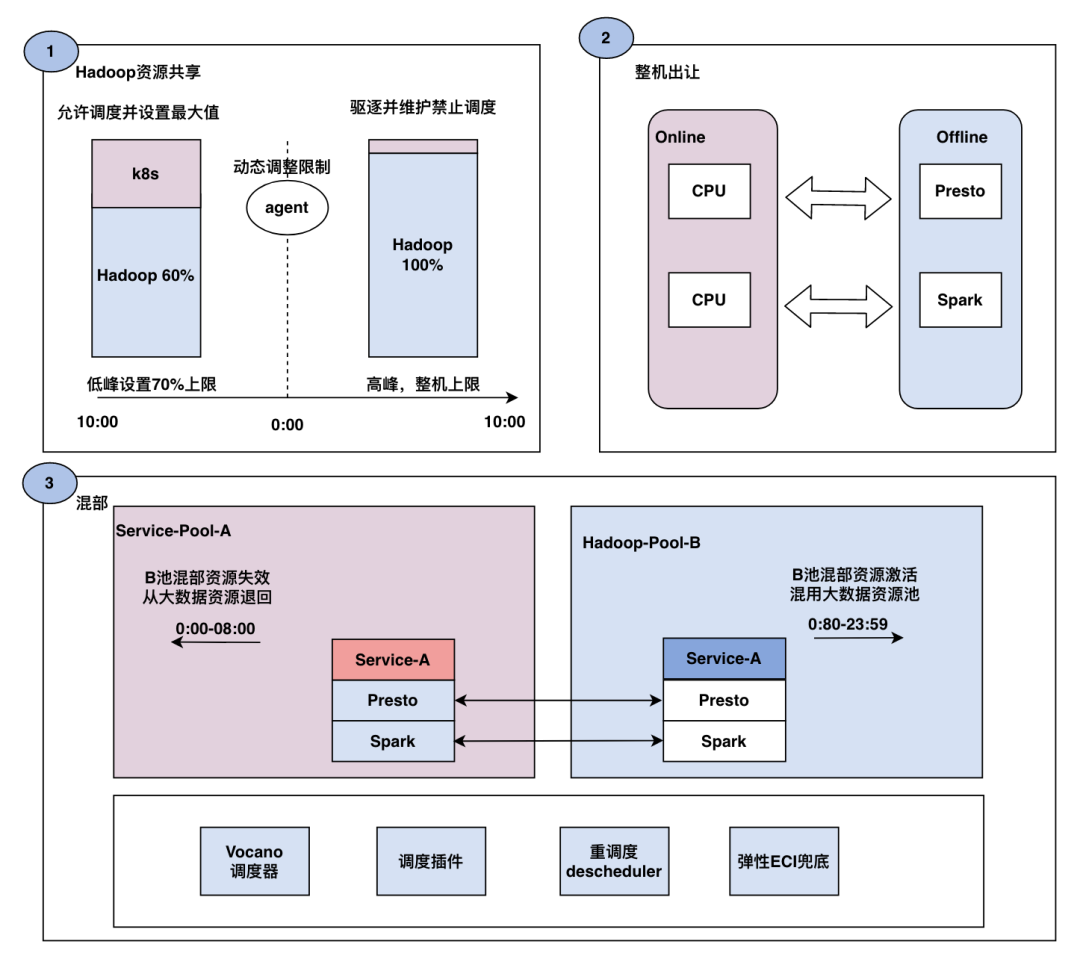 1
Hadoop资源共享
允许调度并设置最大值
驱逐并维护禁止调度
k8s
动态调整限制
agent
Hadoop 60%
Hadoop
100%
低峰设置70%上限
高峰，整机上限
10:00
0:00
10:00
2
整机出让
Online
Offline
CPU
Presto
CPU
Spark
3
混部
Service-Pool-A
B池混部资源失效
从大数据资源退回
0:00-08:00
Service-A
Presto
Spark
Hadoop-Pool-B
B池混部资源激活
混用大数据资源池
0:80-23:59
Service-A
Presto
Spark
Vocano
调度器
调度插件
重调度
descheduler
弹性ECI兜底